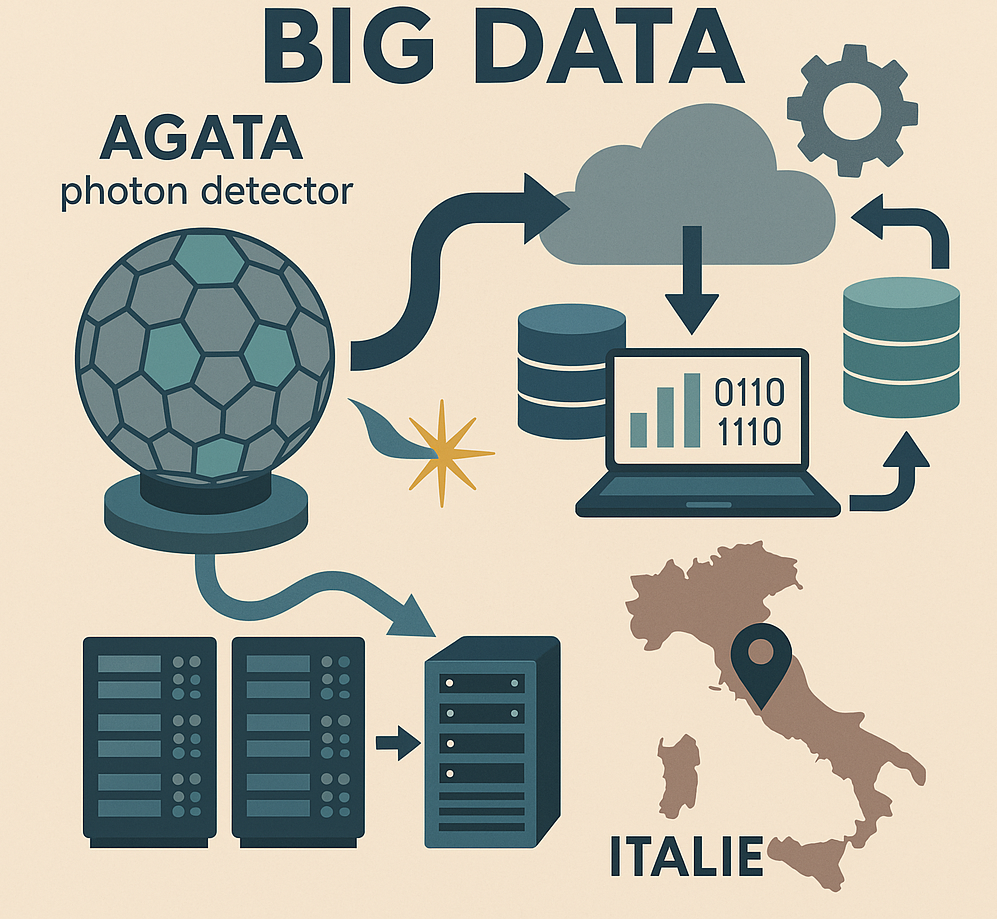 BIG DATA
AGATA
photon detector
0110
1110
ITALIE